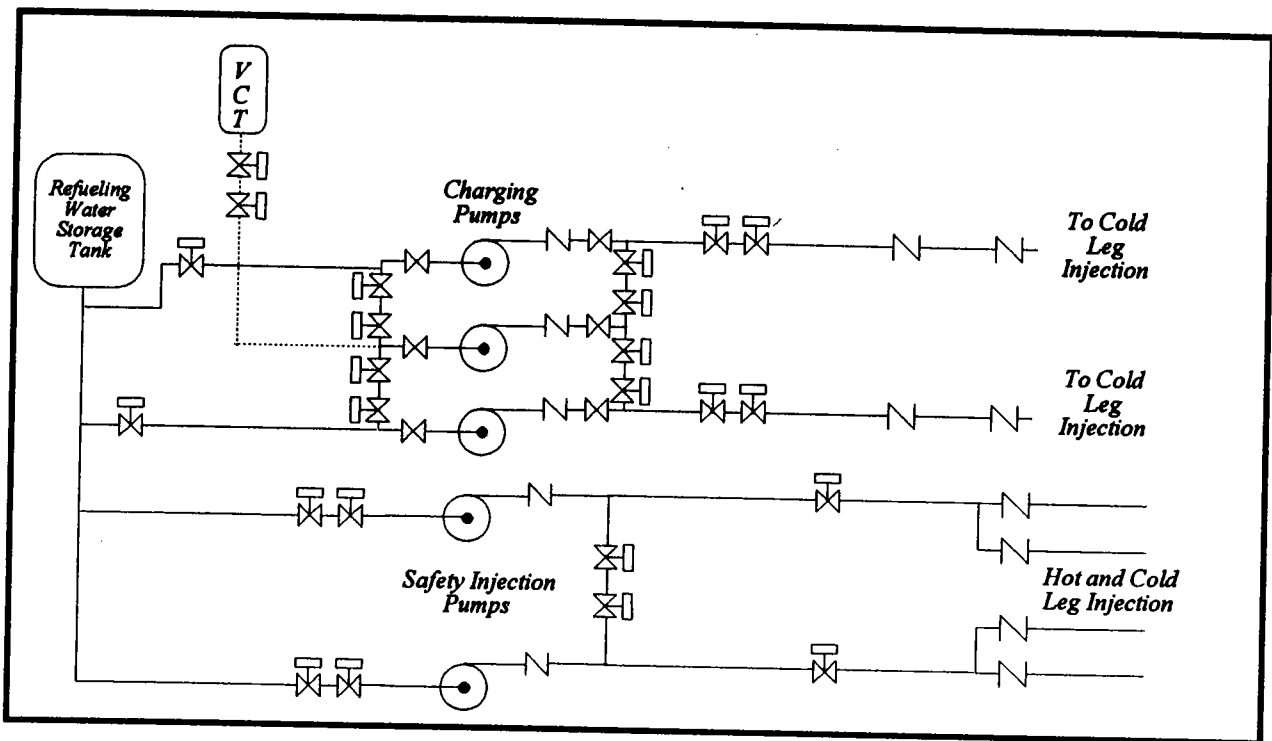 V
C
T
Refueling
Water
Storage
Tank
Charging
Pumps
To Cold
Leg
Injection
To Cold
Leg
Injection
Safety Injection
Pumps
Hot and Cold
Leg Injection